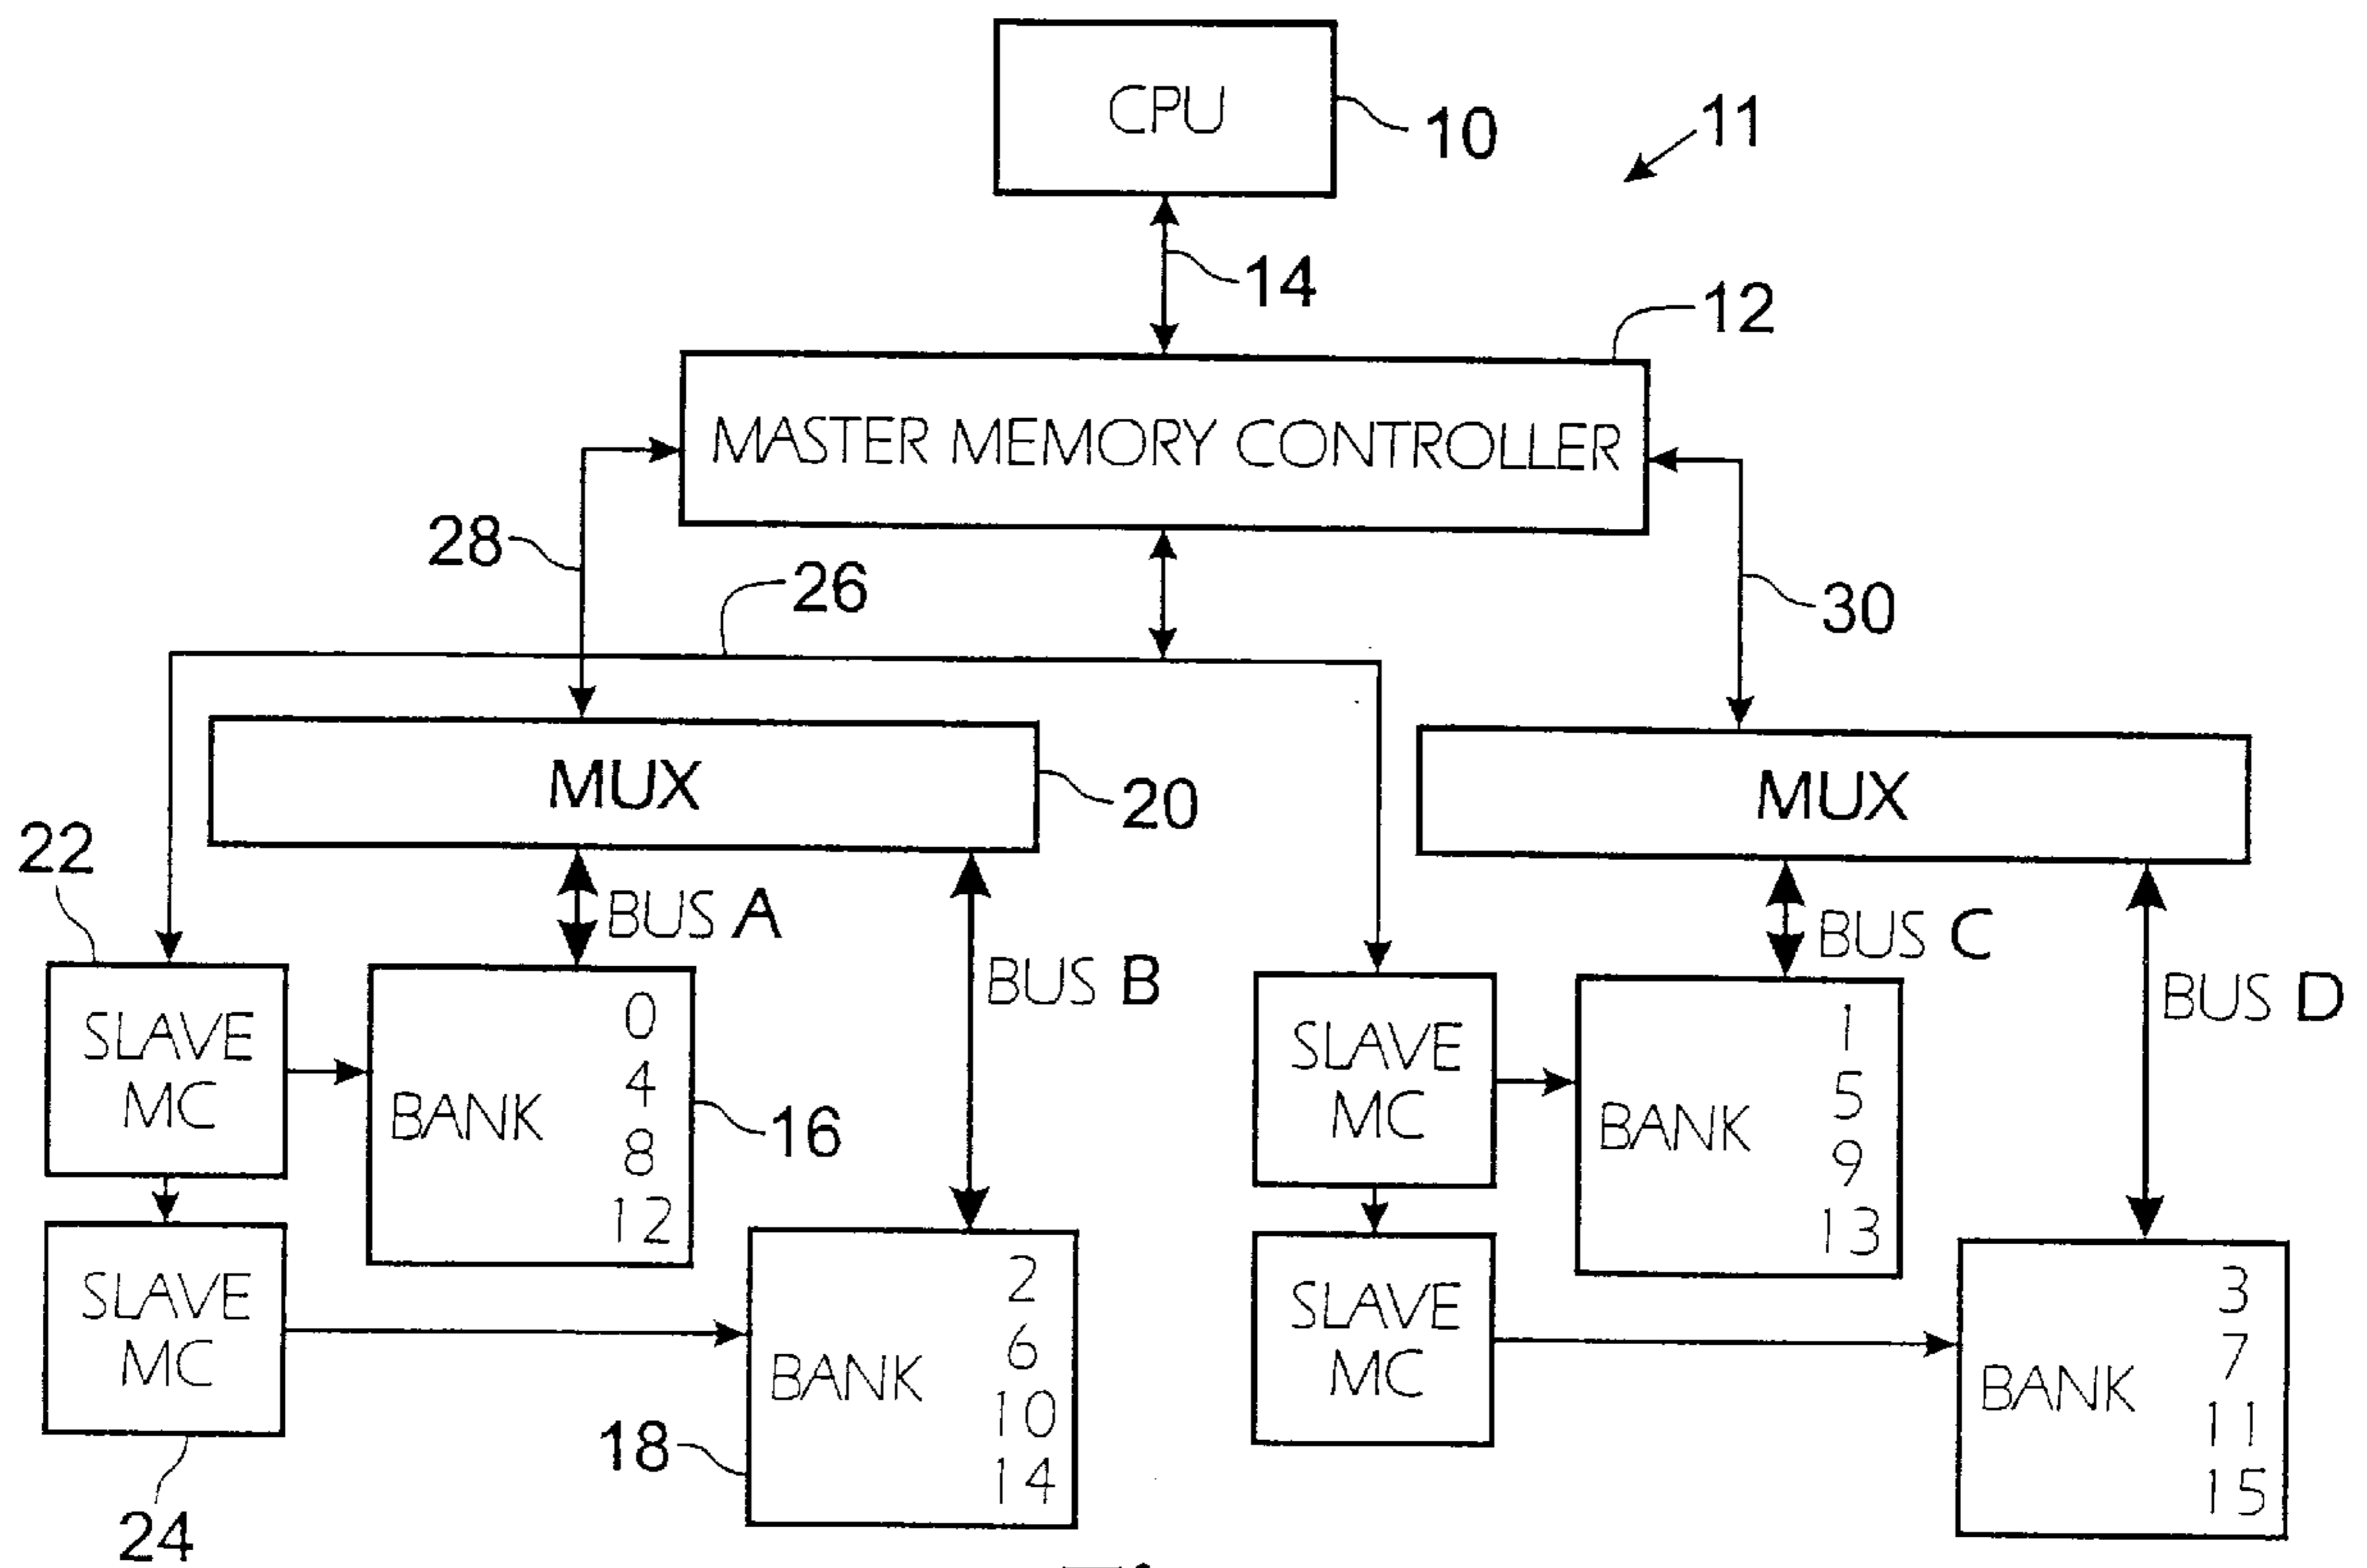 CPU
10
11
14
12
MASTER MEMORY CONTROLLER
28
26
30
MUX
20
MUX
22
BUS A
BUS B
BUS C
BUS D
SLAVE
MC
BANK
0
4
8
12
16
SLAVE
MC
BANK
1
5
9
13
SLAVE
MC
24
BANK
2
6
10
14
18
SLAVE
MC
BANK
3
7
11
15